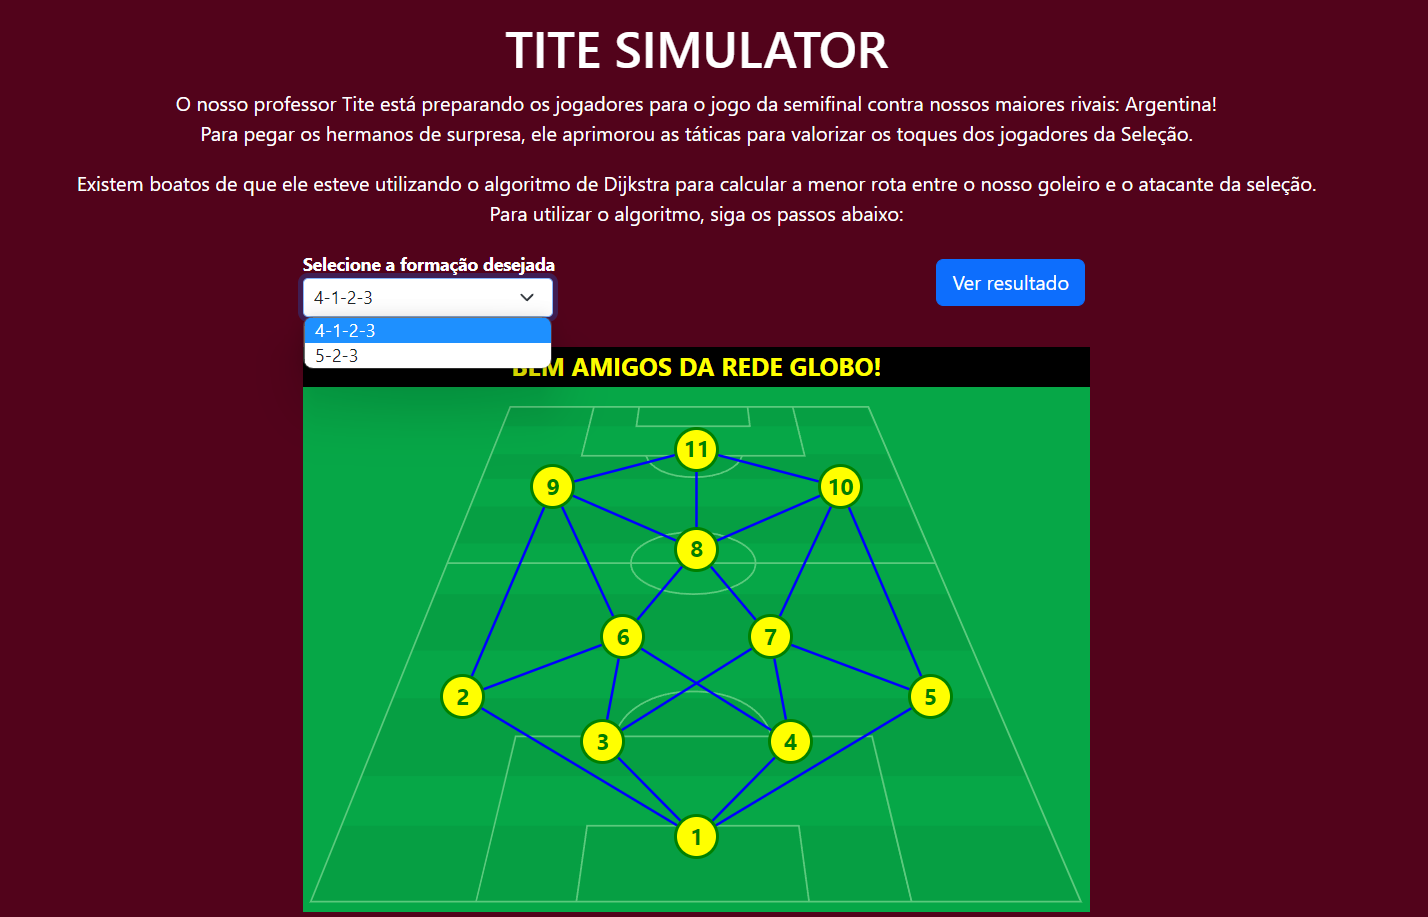 TITE SIMULATOR
O nosso professor Tite está preparando os jogadores para o jogo da semifinal contra nossos maiores rivais: Argentina!
Para pegar os hermanos de surpresa, ele aprimorou as táticas para valorizar os toques dos jogadores da Seleção.
Existem boatos de que ele esteve utilizando o algoritmo de Dijkstra para calcular a menor rota entre o nosso goleiro e o atacante da seleção.
Para utilizar o algoritmo, siga os passos abaixo:
Selecione a formação desejada
4-1-2-3
Ver resultado
4-1-2-3
5-2-3
BEM AMIGOS DA REDE GLOBO!
11
9
10
8
6
7
2
5
3
4
1